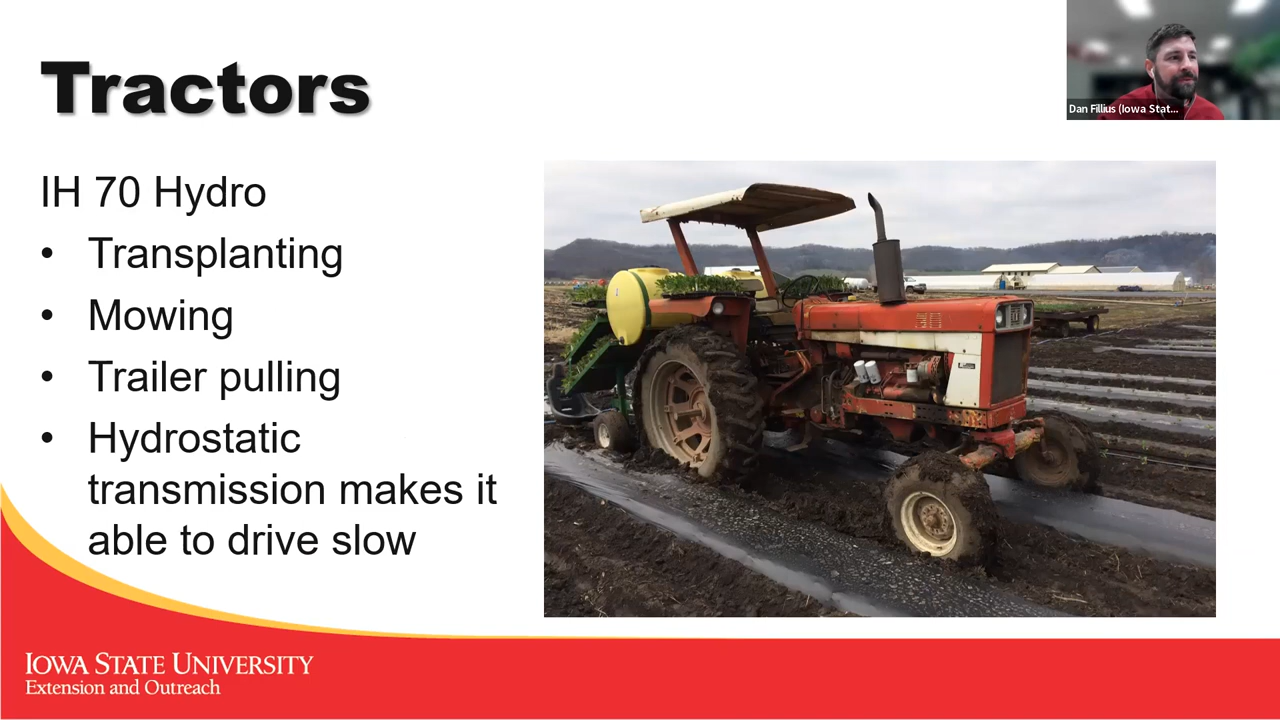 Tractors
Dan Fillius (Iowa Stat...
IH 70 Hydro
• Transplanting
• Mowing
• Trailer pulling
• Hydrostatic
transmission makes it
able to drive slow
IOWA STATE UNIVERSITY
Extension and Outreach